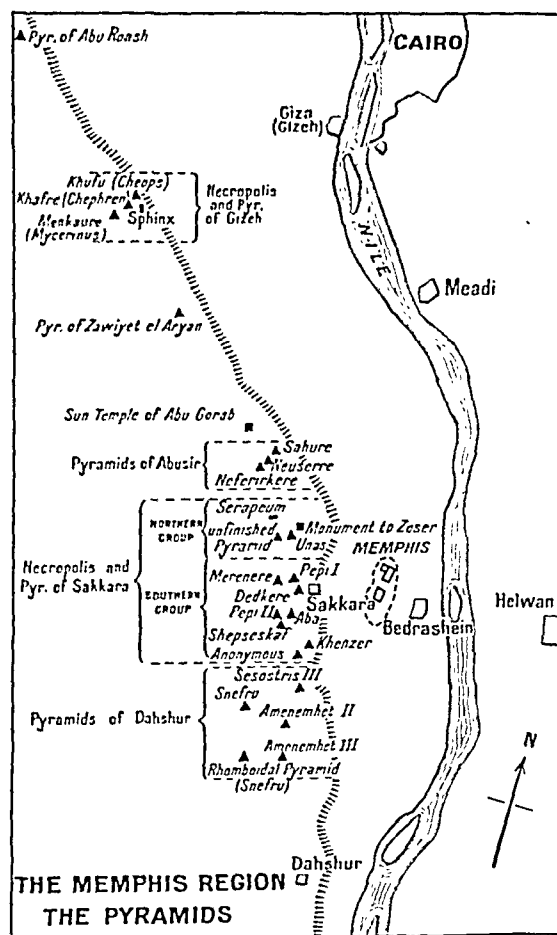 Pyr. of Abu Roash
CAIRO
Giza
(Gizeh)
Khufu (Cheops)
Khafre (Chephren)
Sphinx
Menkaure
(Mycerinus)
Necropolis
and Pyr.
of Gizeh
NILE
Meadi
Pyr. of Zawiyet el Aryan
Sun Temple of Abu Gorab
Pyramids of Abusir
Sahure
Neuserre
Neferirkere
Necropolis and
Pyr. of Sakkara
NORTHERN
GROUP
Serapeum
unfinished
Pyramid
Monument to Zoser
Unas
MEMPHIS
SOUTHERN
GROUP
Merenere
Pepi I
Dedkere
Sakkara
Pepi II
Aba
Bedrashein
Helwan
Shepseskaf
Khenzer
Anonymous
Pyramids of Dahshur
Sesostris III
Snefru
Amenemhet II
Amenemhet III
Rhomboidal Pyramid
(Snefru)
N
Dahshur
THE MEMPHIS REGION
THE PYRAMIDS